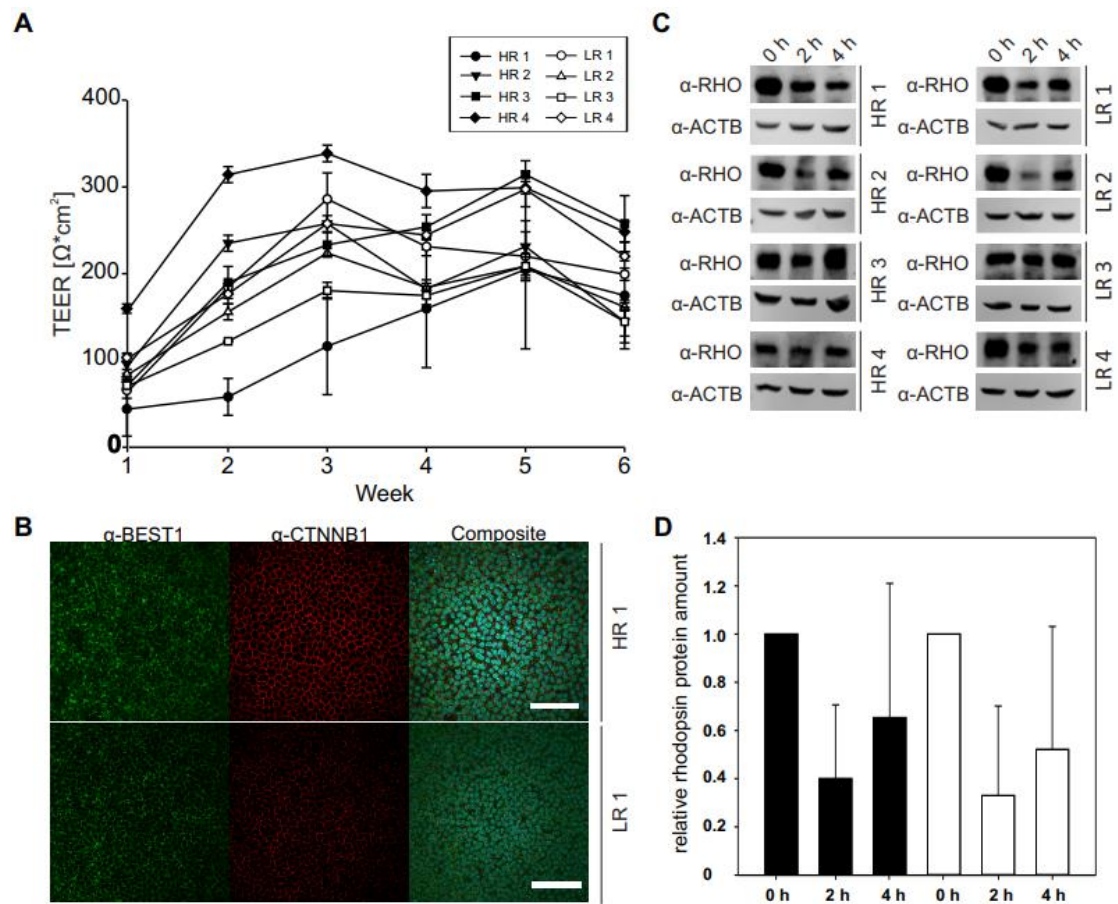 A
HR 1 LR 1
HR 2 LR 2
HR 3 LR 3
HR 4 LR 4
TEER [Ω*cm²]
400
300
200
100
0
1 2 3 4 5 6
Week
B
α-BEST1 α-CTNNB1 Composite
HR 1
LR 1
C
0 h 2 h 4 h
α-RHO
α-ACTB
HR 1
α-RHO
α-ACTB
HR 2
α-RHO
α-ACTB
HR 3
α-RHO
α-ACTB
HR 4
0 h 2 h 4 h
α-RHO
α-ACTB
LR 1
α-RHO
α-ACTB
LR 2
α-RHO
α-ACTB
LR 3
α-RHO
α-ACTB
LR 4
D
relative rhodopsin protein amount
1.4
1.2
1.0
0.8
0.6
0.4
0.2
0
0 h 2 h 4 h 0 h 2 h 4 h